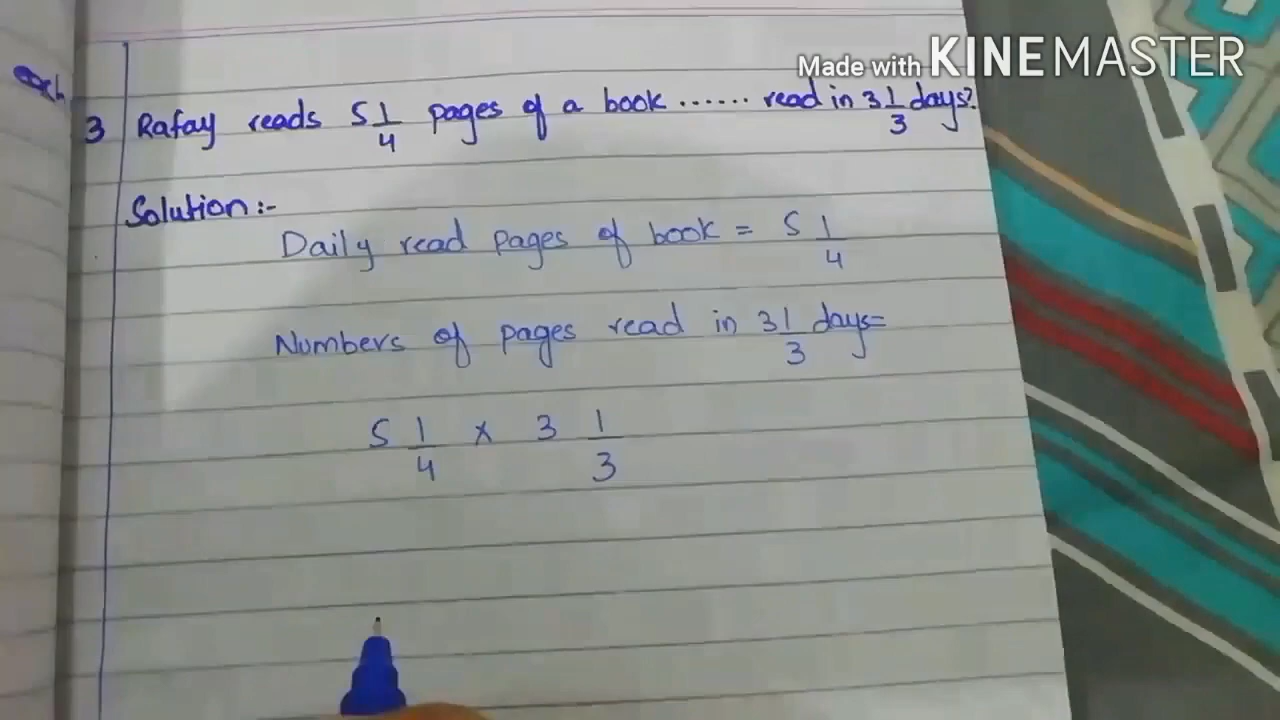 Made with KINEMASTER
3 Rafay reads 5 1/4 pages of a book ...... read in 3 1/3 days?
Solution:-
Daily read pages of book = 5 1/4
Numbers of pages read in 3 1/3 days=
5 1/4 x 3 1/3